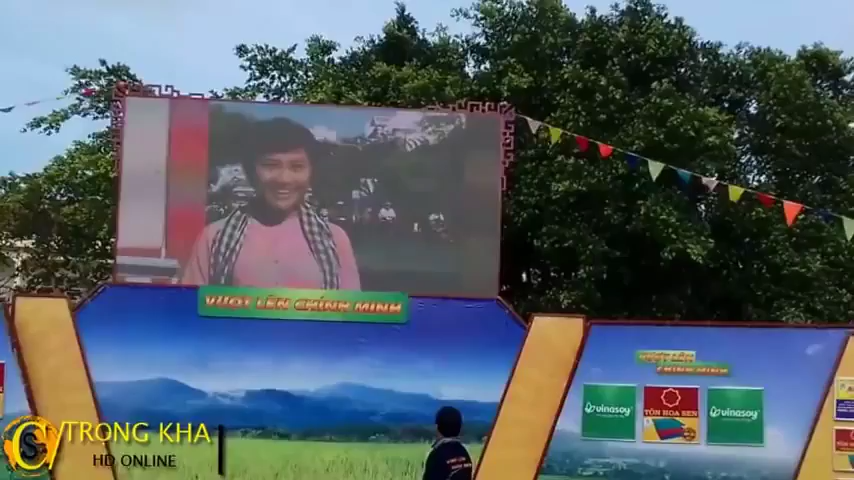 VƯỢT LÊN CHÍNH MÌNH
VƯỢT LÊN
CHÍNH MÌNH
vinasoy
TÔN HOA SEN
vinasoy
TRONG KHA
HD ONLINE